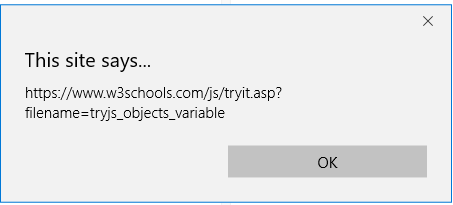 This site says...
https://www.w3schools.com/js/tryit.asp?
filename=tryjs_objects_variable
OK